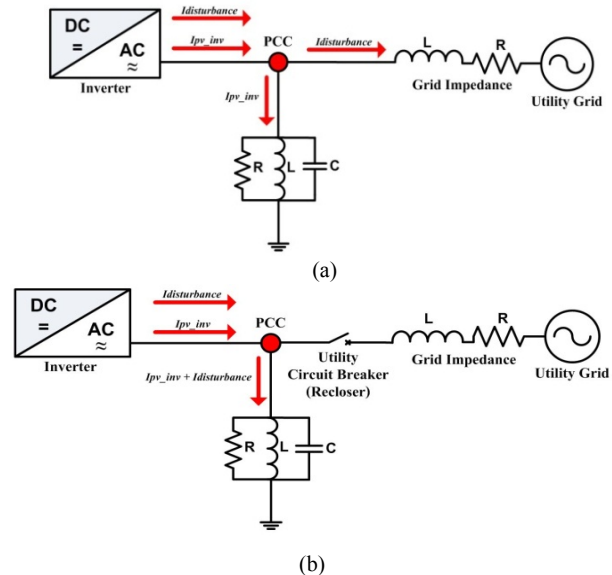 Idisturbance
DC
=
AC
≈
Inverter
Ipv_inv
PCC
Idisturbance
L
R
Grid Impedance
Utility Grid
Ipv_inv
R
L
C
(a)
Idisturbance
DC
=
AC
≈
Inverter
Ipv_inv
PCC
L
R
Grid Impedance
Utility Grid
Utility
Circuit Breaker
(Recloser)
Ipv_inv + Idisturbance
R
L
C
(b)